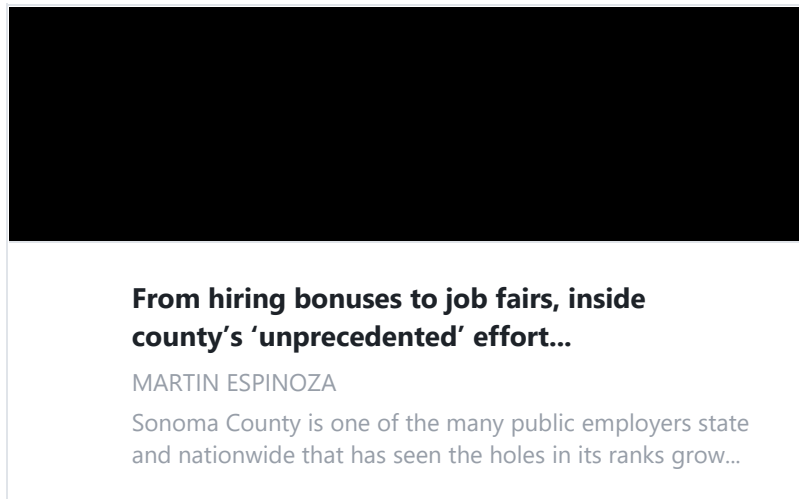 From hiring bonuses to job fairs, inside
county’s ‘unprecedented’ effort...
MARTIN ESPINOZA
Sonoma County is one of the many public employers state
and nationwide that has seen the holes in its ranks grow...